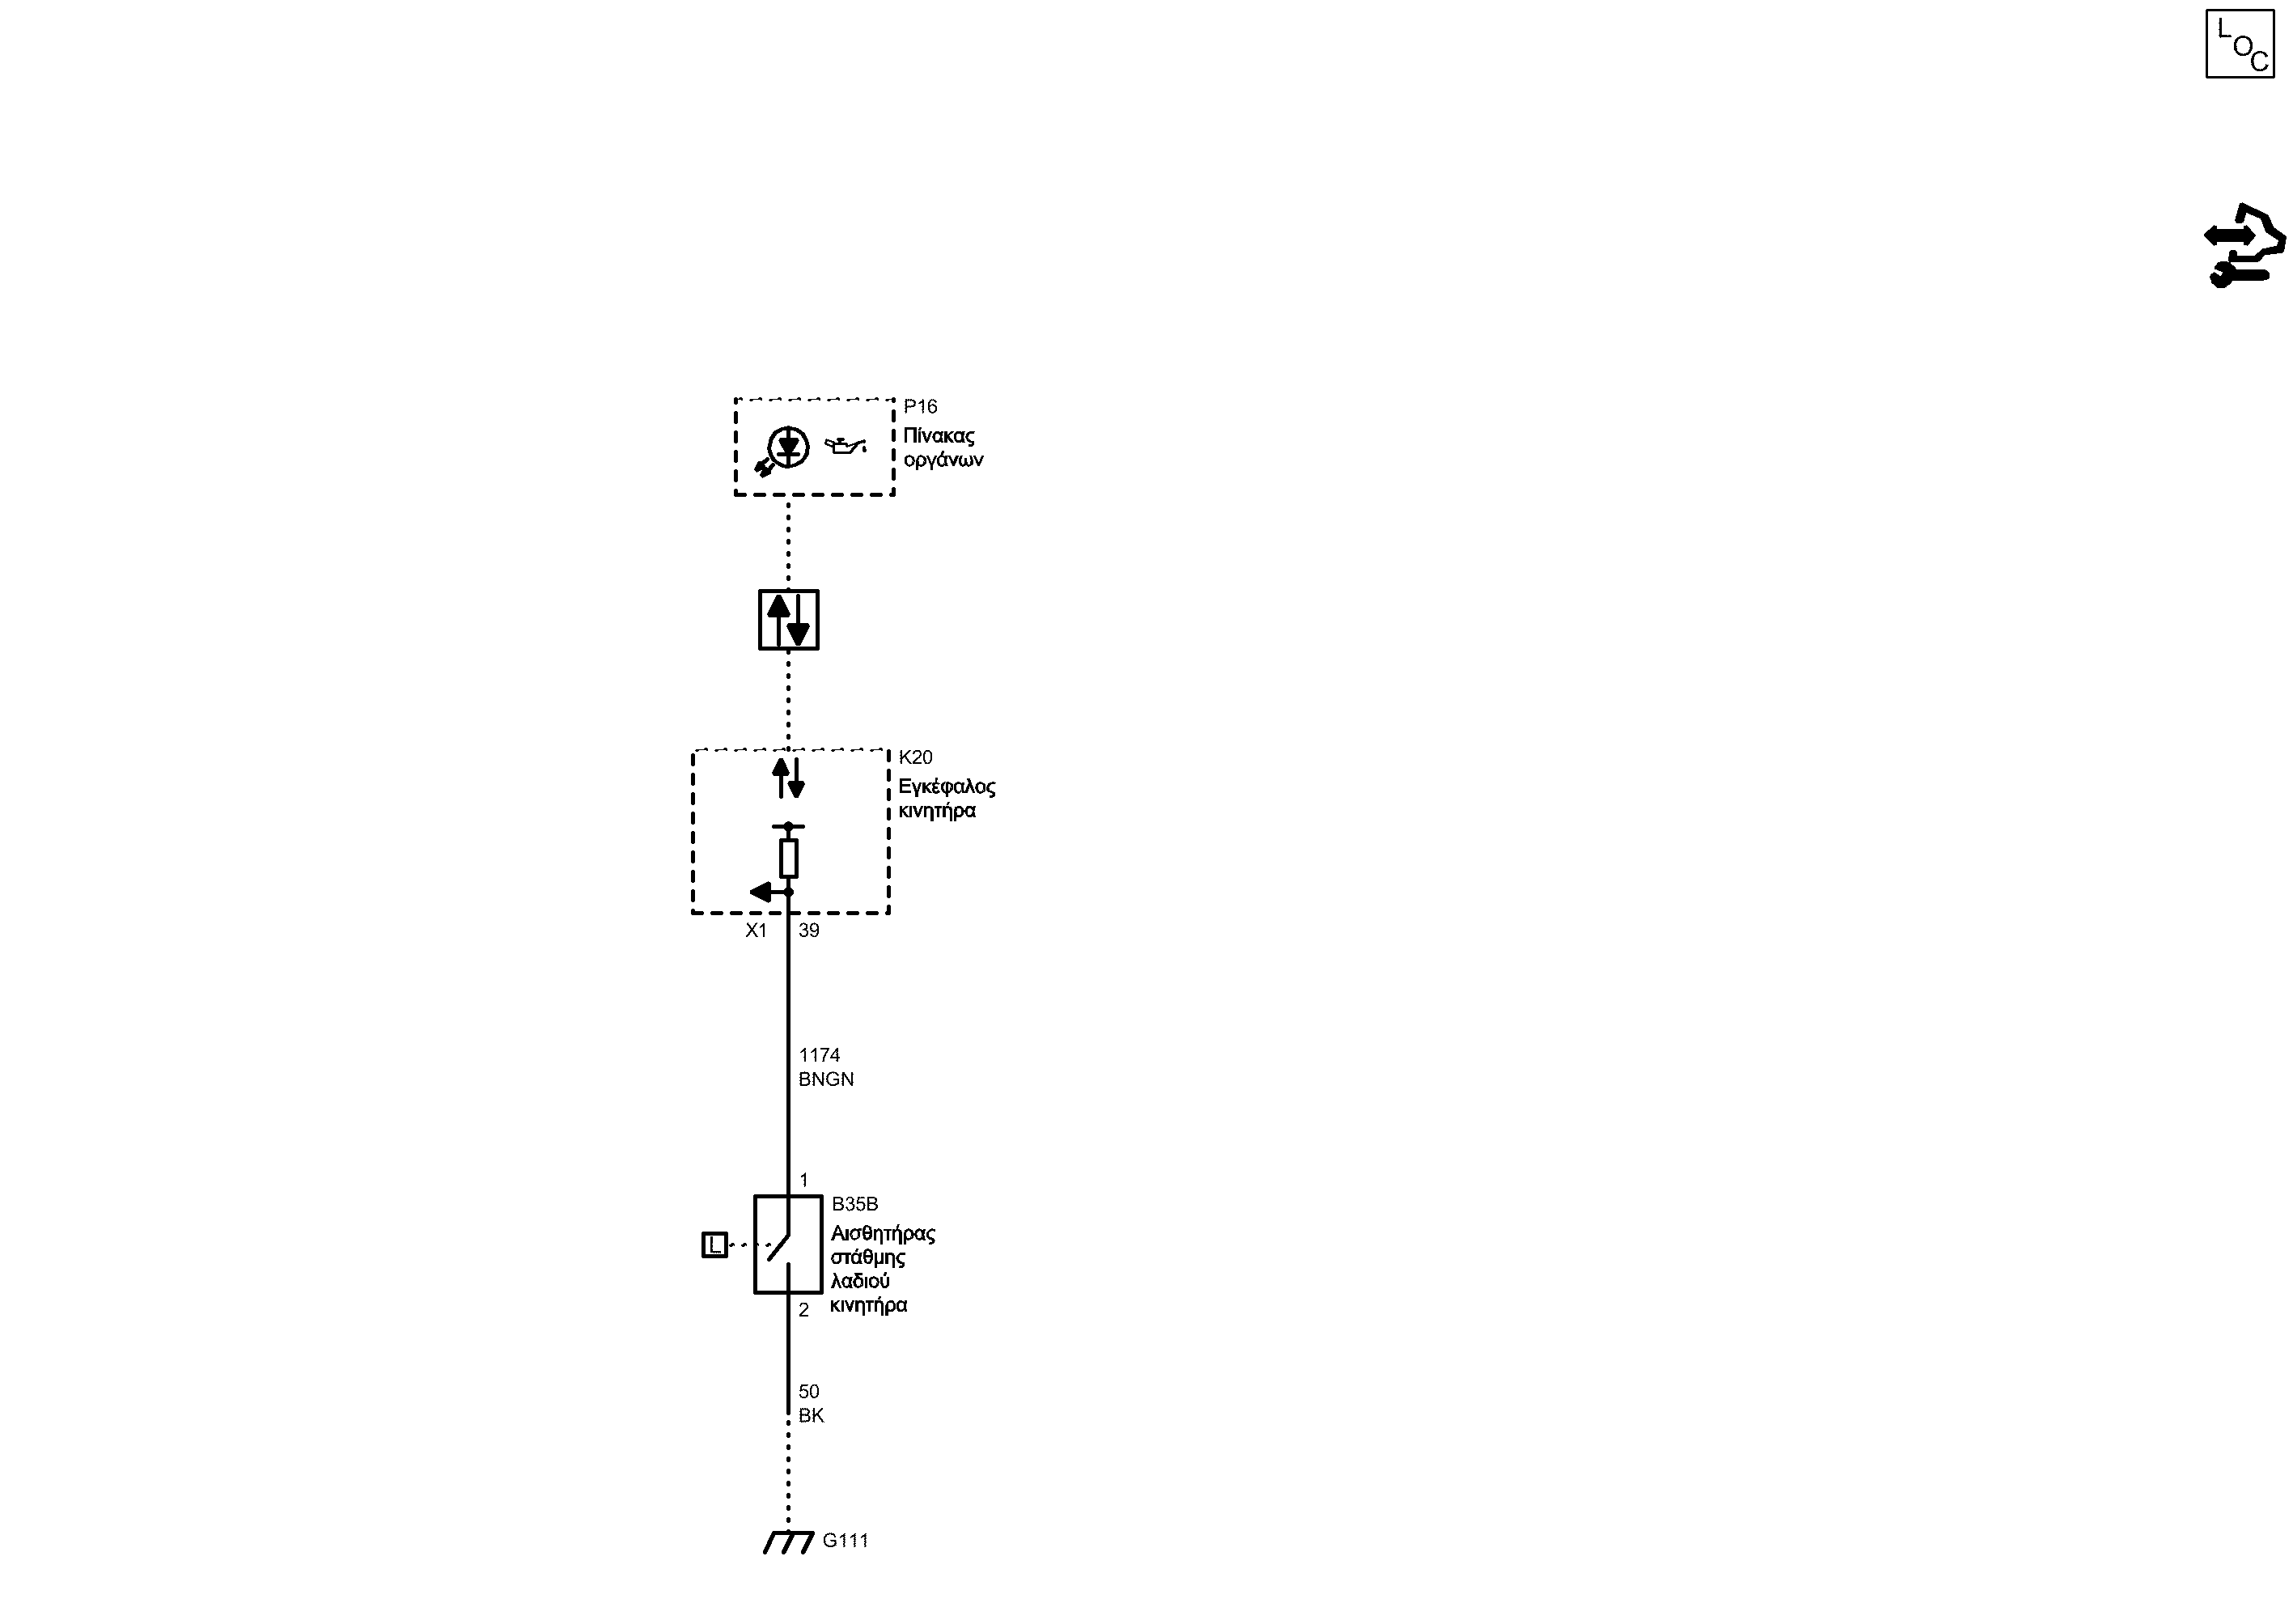 L
O
C
P16
Πίνακας
οργάνων
K20
Εγκέφαλος
κινητήρα
X1 39
1174
BNGN
1
B35B
L
Αισθητήρας
στάθμης
λαδιού
κινητήρα
2
50
BK
G111